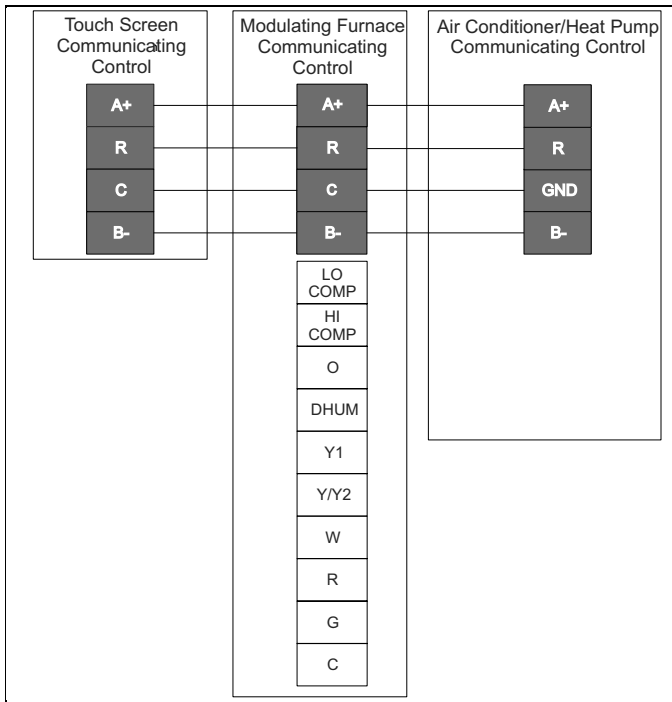 Touch Screen
Communicating
Control
A+
R
C
B-
Modulating Furnace
Communicating
Control
A+
R
C
B-
LO
COMP
HI
COMP
O
DHUM
Y1
Y/Y2
W
R
G
C
Air Conditioner/Heat Pump
Communicating Control
A+
R
GND
B-